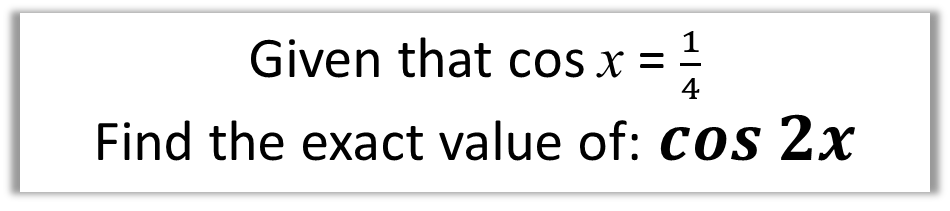 Given that cos x = 1/4
Find the exact value of: cos 2x